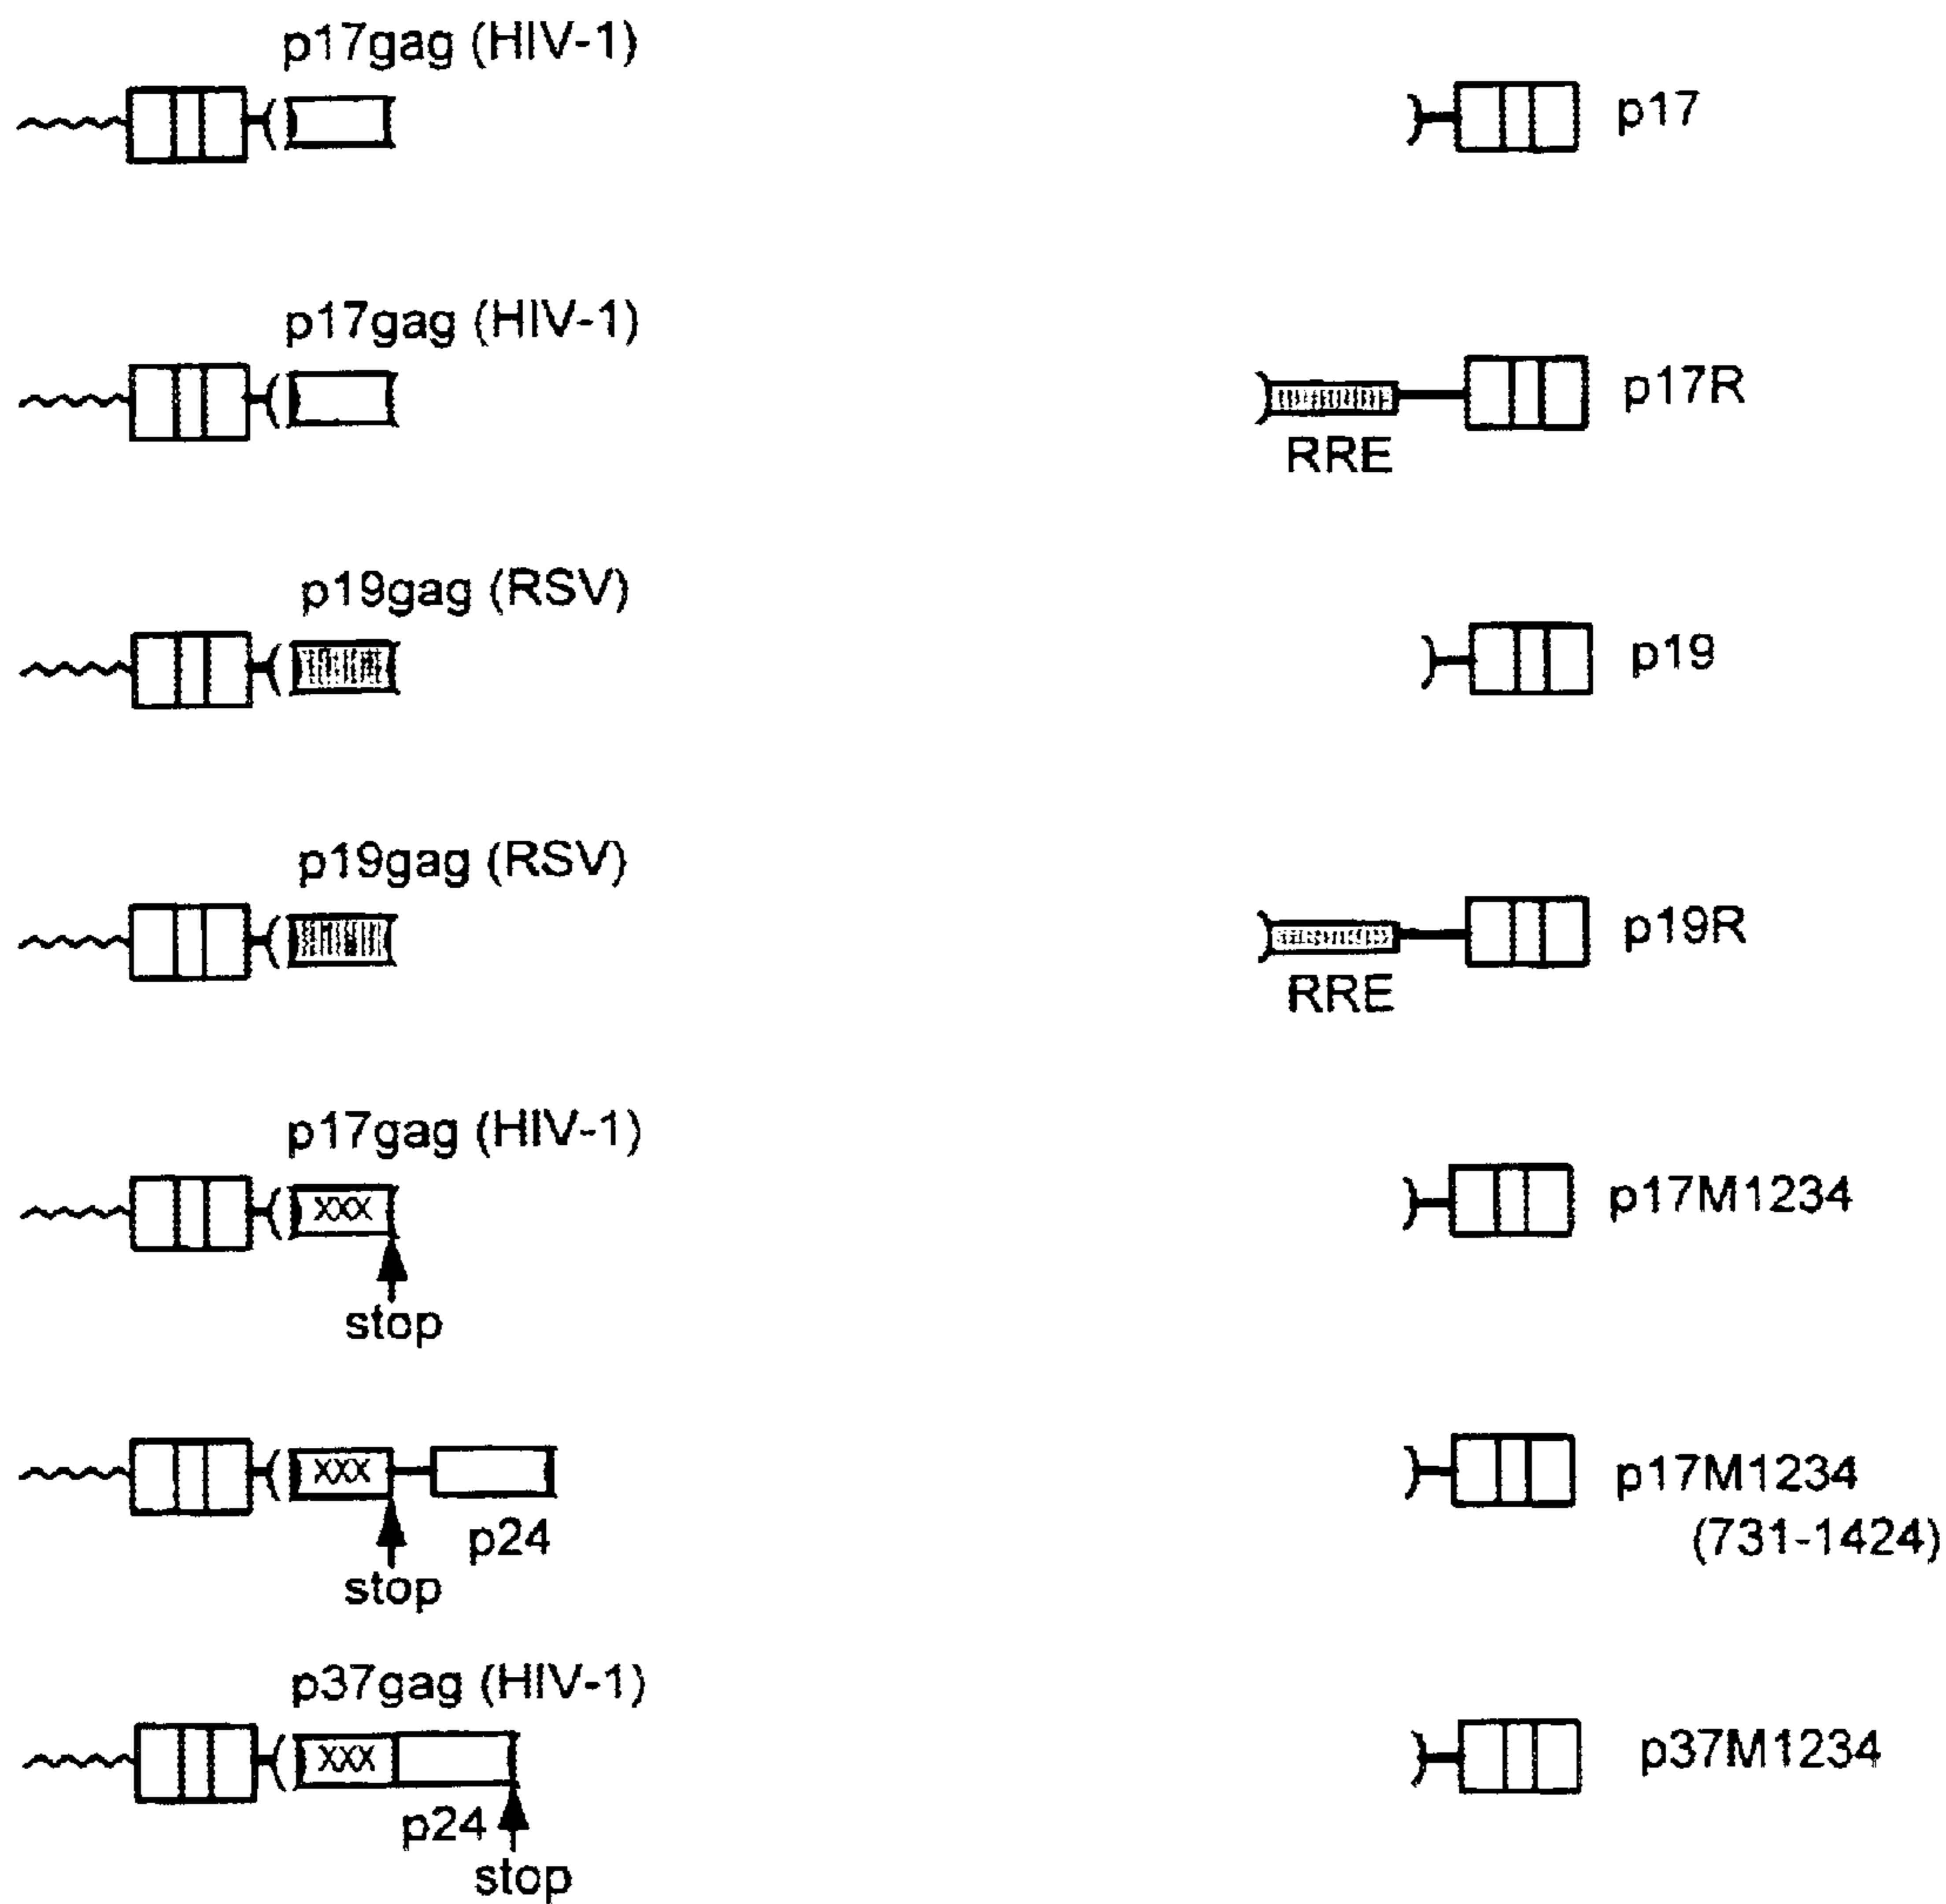 p17gag (HIV-1)
p17
p17gag (HIV-1)
p17R
RRE
p19gag (RSV)
p19
p19gag (RSV)
p19R
RRE
p17gag (HIV-1)
XXX
p17M1234
stop
XXX
p17M1234
p24
(731-1424)
stop
p37gag (HIV-1)
XXX
p37M1234
p24
stop